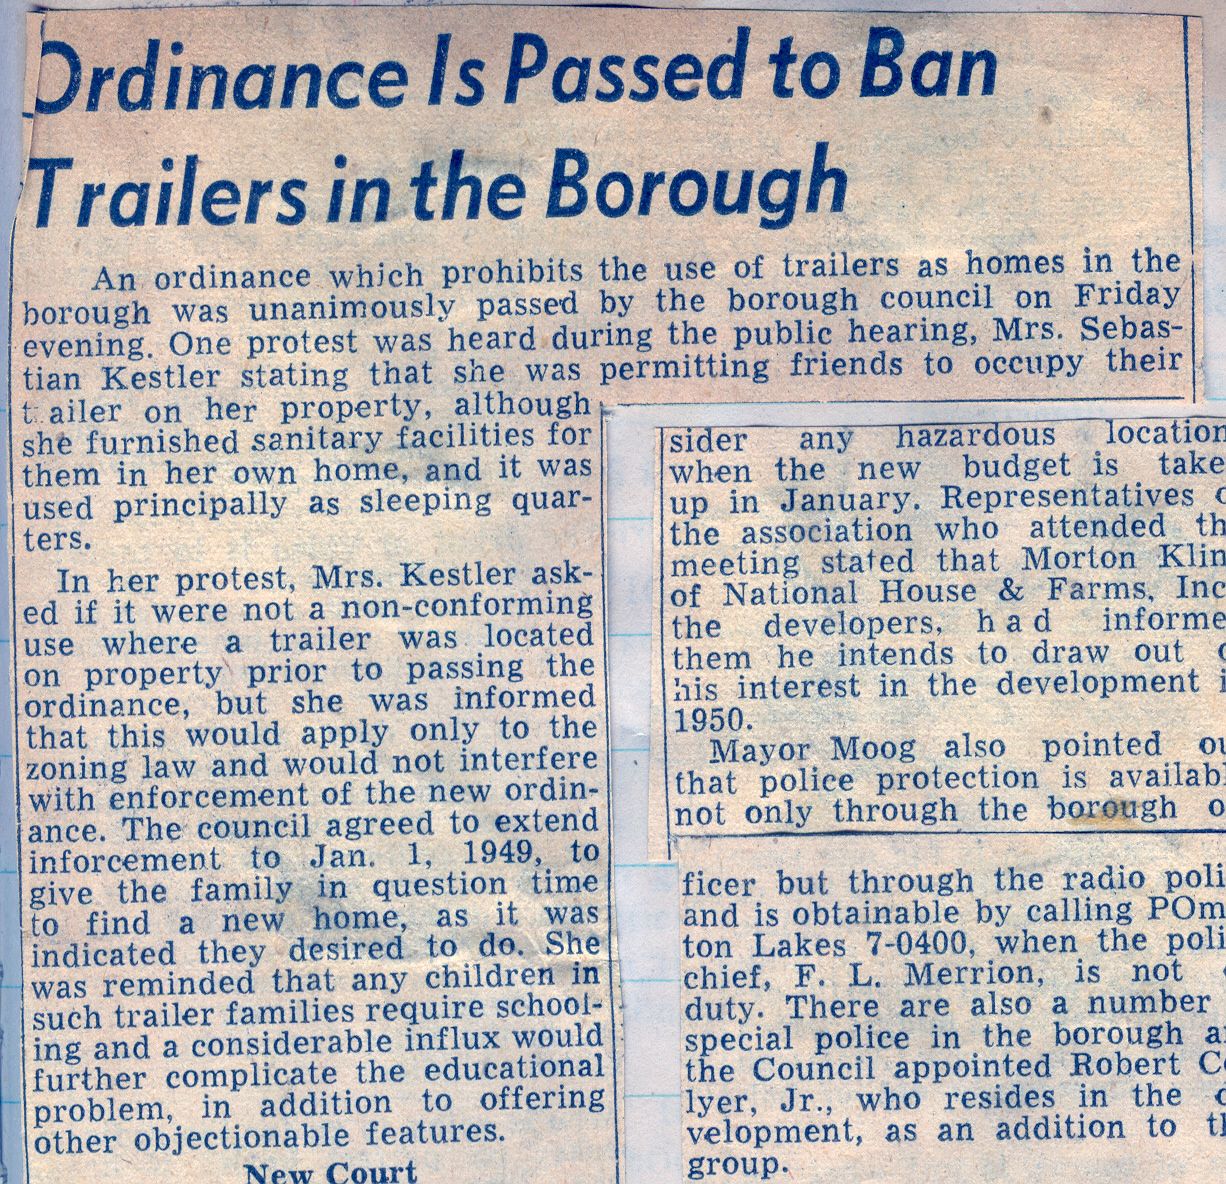 Ordinance Is Passed to Ban
Trailers in the Borough
An ordinance which prohibits the use of trailers as homes in the
borough was unanimously passed by the borough council on Friday
evening. One protest was heard during the public hearing, Mrs. Sebas-
tian Kestler stating that she was permitting friends to occupy their
t ailer on her property, although
she furnished sanitary facilities for
them in her own home, and it was
used principally as sleeping quar-
ters.
In her protest, Mrs. Kestler ask-
ed if it were not a non-conforming
use where a trailer was located
on property prior to passing the
ordinance, but she was informed
that this would apply only to the
zoning law and would not interfere
with enforcement of the new ordin-
ance. The council agreed to extend
inforcement to Jan. 1, 1949, to
give the family in question time
to find a new home, as it was
indicated they desired to do. She
was reminded that any children in
such trailer families require school-
ing and a considerable influx would
further complicate the educational
problem, in addition to offering
other objectionable features.
New Court
sider any hazardous location
when the new budget is take
up in January. Representatives
the association who attended th
meeting stated that Morton Klin
of National House & Farms, Inc
the developers, had informe
them he intends to draw out
his interest in the development i
1950.
Mayor Moog also pointed ou
that police protection is availabl
not only through the borough o
ficer but through the radio poli
and is obtainable by calling POm
ton Lakes 7-0400, when the poli
chief, F. L. Merrion, is not
duty. There are also a number
special police in the borough a
the Council appointed Robert C
lyer, Jr., who resides in the
velopment, as an addition to th
group.